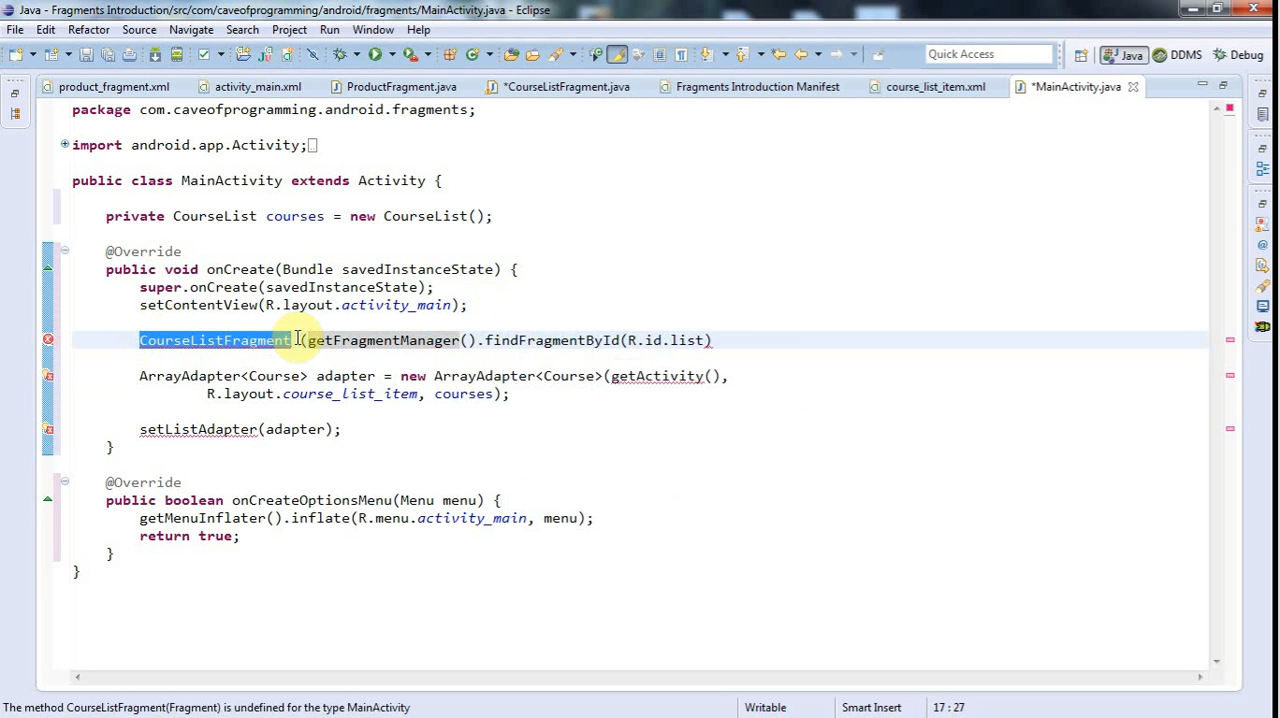 Java - Fragments Introduction/src/com/caveofprogramming/android/fragments/MainActivity.java - Eclipse
File Edit Refactor Source Navigate Search Project Run Window Help
Quick Access Java DDMS Debug
product_fragment.xml activity_main.xml ProductFragment.java *CourseListFragment.java Fragments Introduction Manifest course_list_item.xml *MainActivity.java
package com.caveofprogramming.android.fragments;
import android.app.Activity;
public class MainActivity extends Activity {
private CourseList courses = new CourseList();
@Override
public void onCreate(Bundle savedInstanceState) {
super.onCreate(savedInstanceState);
setContentView(R.layout.activity_main);
CourseListFragment (getFragmentManager().findFragmentById(R.id.list)
ArrayAdapter<Course> adapter = new ArrayAdapter<Course>(getActivity(),
R.layout.course_list_item, courses);
setListAdapter(adapter);
}
@Override
public boolean onCreateOptionsMenu(Menu menu) {
getMenuInflater().inflate(R.menu.activity_main, menu);
return true;
}
}
The method CourseListFragment(Fragment) is undefined for the type MainActivity Writable Smart Insert 17 : 27